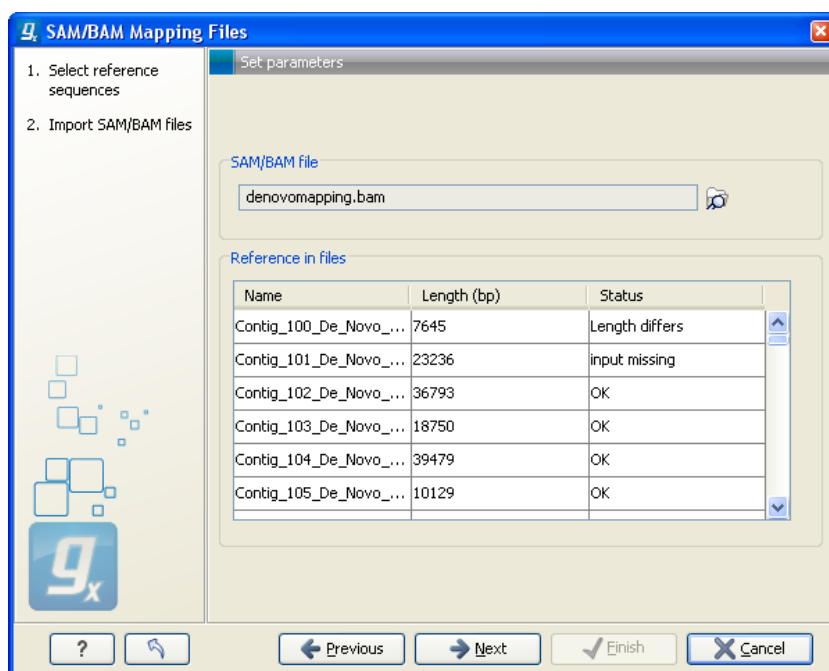 SAM/BAM Mapping Files
1. Select reference
sequences
2. Import SAM/BAM files
Set parameters
SAM/BAM file
denovomapping.bam
Reference in files
Name Length (bp) Status
Contig_100_De_Novo_... 7645 Length differs
Contig_101_De_Novo_... 23236 input missing
Contig_102_De_Novo_... 36793 OK
Contig_103_De_Novo_... 18750 OK
Contig_104_De_Novo_... 39479 OK
Contig_105_De_Novo_... 10129 OK
gx
? Previous Next Finish Cancel